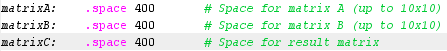 matrixA: .space 400 # Space for matrix A (up to 10x10)
matrixB: .space 400 # Space for matrix B (up to 10x10)
matrixC: .space 400 # Space for result matrix